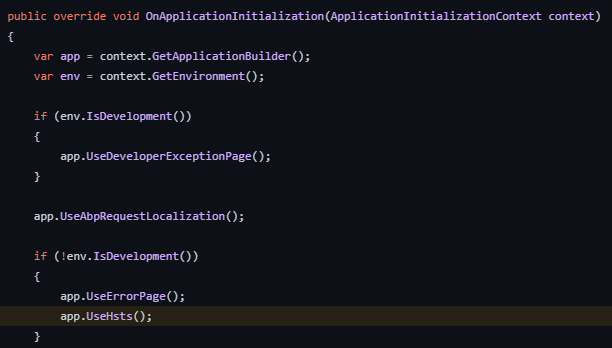 public override void OnApplicationInitialization(ApplicationInitializationContext context)
{
    var app = context.GetApplicationBuilder();
    var env = context.GetEnvironment();

    if (env.IsDevelopment())
    {
        app.UseDeveloperExceptionPage();
    }

    app.UseAbpRequestLocalization();

    if (!env.IsDevelopment())
    {
        app.UseErrorPage();
        app.UseHsts();
    }